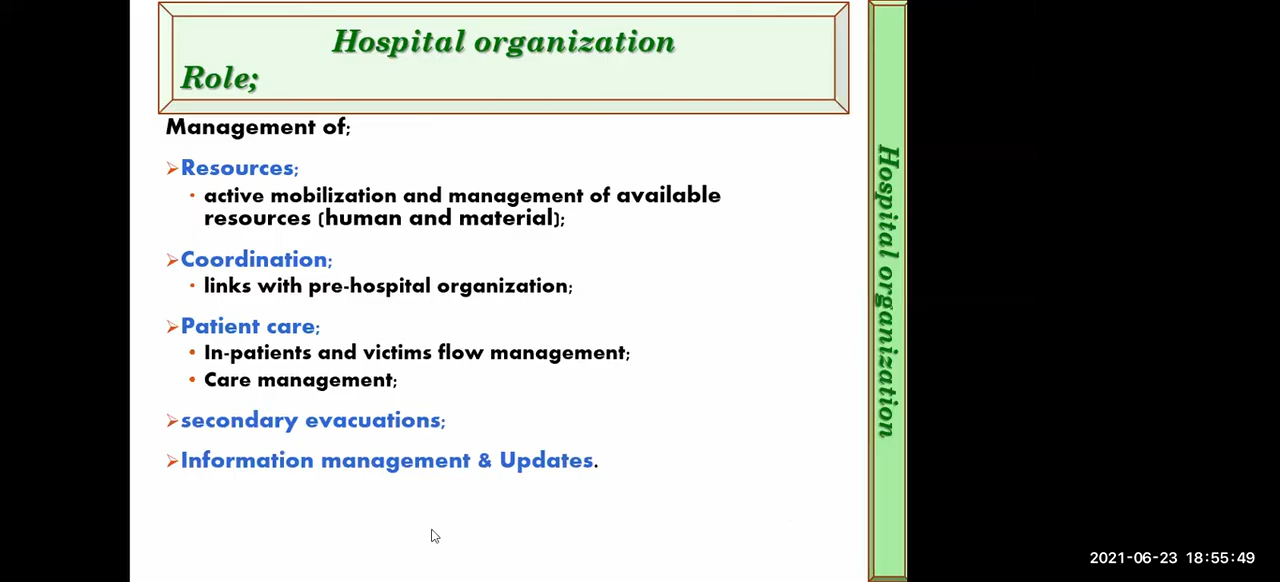 Hospital organization
Role;
Management of;
➢Resources;
• active mobilization and management of available
resources (human and material);
➢Coordination;
• links with pre-hospital organization;
➢Patient care;
• In-patients and victims flow management;
• Care management;
➢secondary evacuations;
➢Information management & Updates.
Hospital organization
2021-06-23 18:55:49